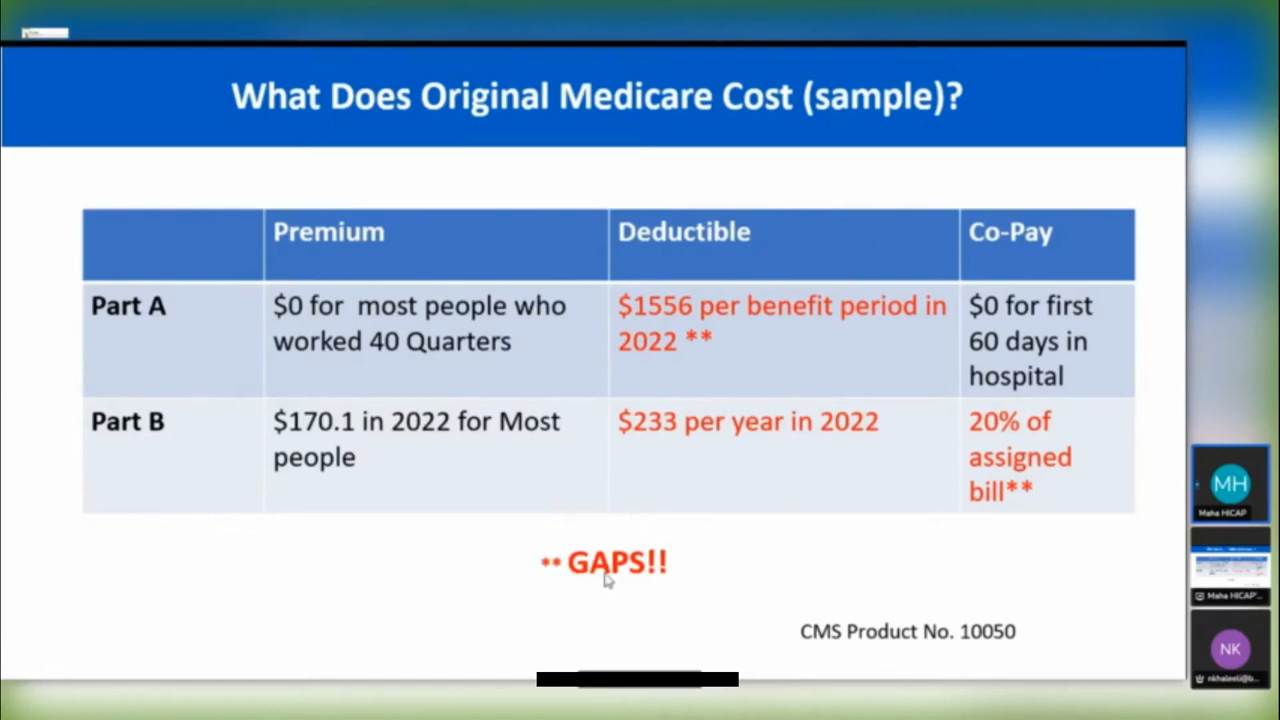 What Does Original Medicare Cost (sample)?
Premium
Deductible
Co-Pay
Part A
$0 for most people who
worked 40 Quarters
$1556 per benefit period in
2022 **
$0 for first
60 days in
hospital
Part B
$170.1 in 2022 for Most
people
$233 per year in 2022
20% of
assigned
bill**
** GAPS!!
CMS Product No. 10050
MH
Maha HICAP
Maha HICAP'...
NK
nkhaleeli@b...